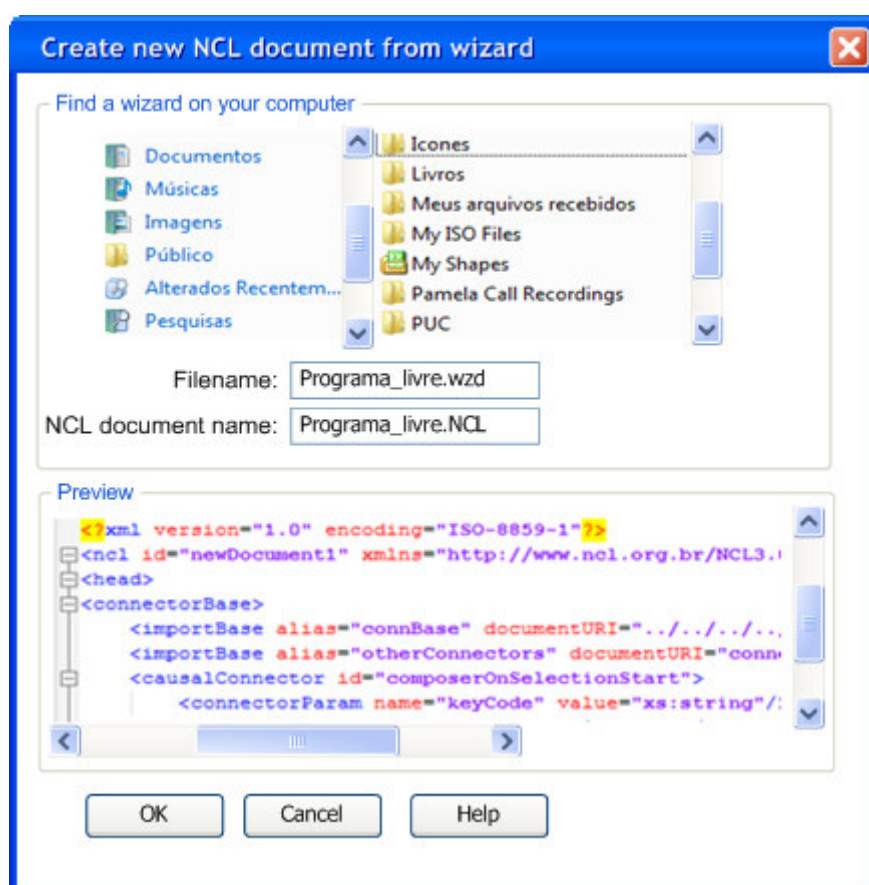 Create new NCL document from wizard
Find a wizard on your computer
Documentos
Músicas
Imagens
Público
Alterados Recentem...
Pesquisas
Icones
Livros
Meus arquivos recebidos
My ISO Files
My Shapes
Pamela Call Recordings
PUC
Filename: Programa_livre.wzd
NCL document name: Programa_livre.NCL
Preview
<?xml version="1.0" encoding="ISO-8859-1"?>
<ncl id="newDocument1" xmlns="http://www.ncl.org.br/NCL3.
<head>
<connectorBase>
<importBase alias="connBase" documentURI="../../../..
<importBase alias="otherConnectors" documentURI="conn
<causalConnector id="composerOnSelectionStart">
<connectorParam name="keyCode" value="xs:string"/
OK Cancel Help